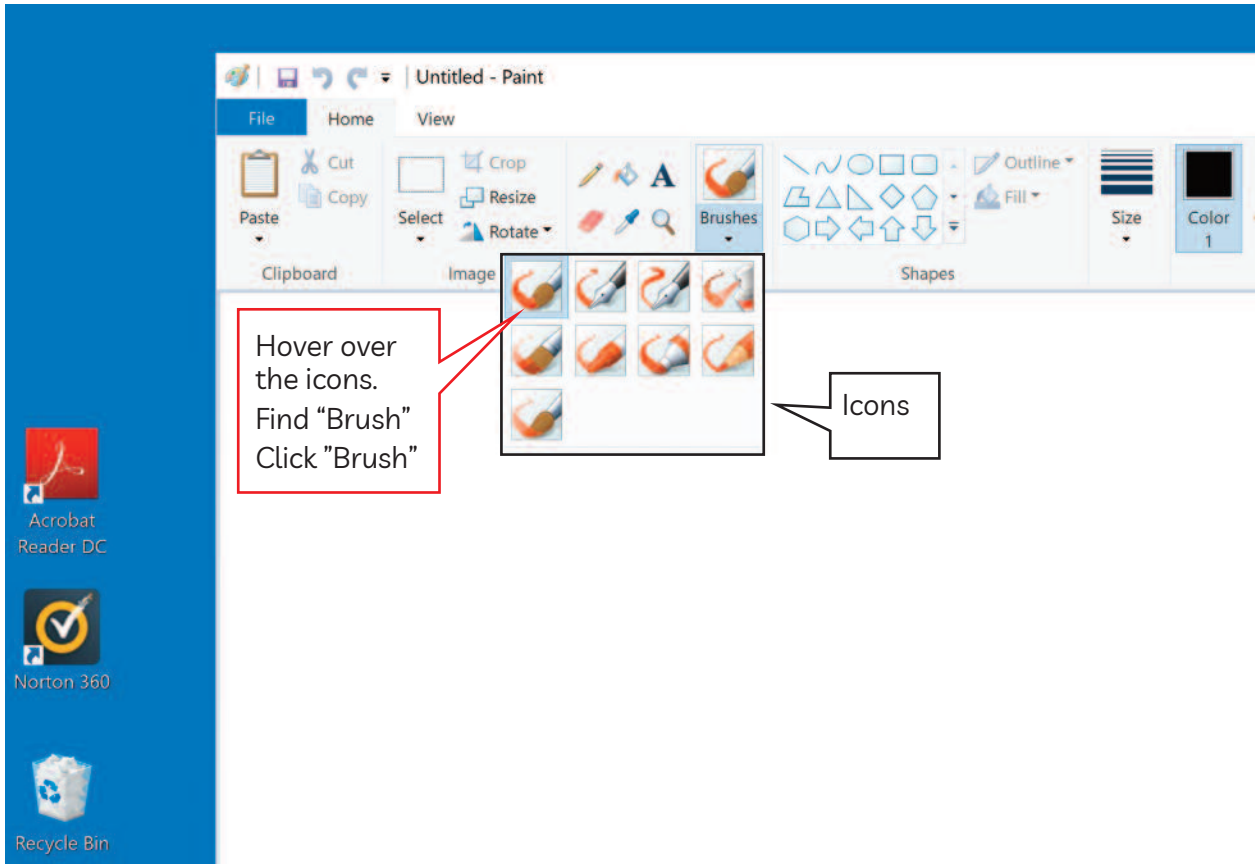 Untitled - Paint
File Home View
Cut
Copy
Paste
Clipboard
Select
Crop
Resize
Rotate
Image
A
Brushes
Outline
Fill
Shapes
Size
Color
1
Hover over
the icons.
Find “Brush”
Click ”Brush”
Icons
Acrobat
Reader DC
Norton 360
Recycle Bin